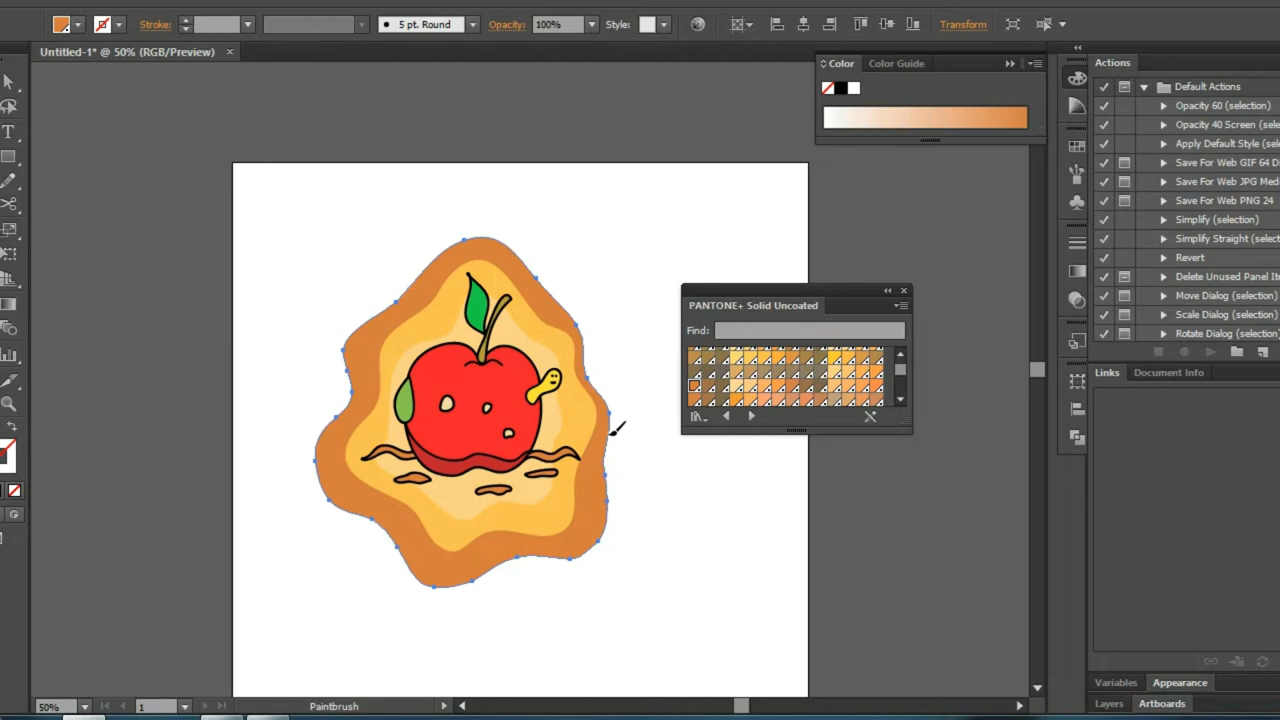 Stroke:
5 pt. Round
Opacity: 100%
Style:
Transform
Untitled-1* @ 50% (RGB/Preview)
Color
Color Guide
Actions
Default Actions
Opacity 60 (selection)
Opacity 40 Screen (sele
Apply Default Style (sele
Save For Web GIF 64 D
Save For Web JPG Med
Save For Web PNG 24
Simplify (selection)
Simplify Straight (select
Revert
Delete Unused Panel Ite
Move Dialog (selection)
Scale Dialog (selection)
Rotate Dialog (selection
PANTONE+ Solid Uncoated
Find:
Links
Document Info
Variables
Appearance
Layers
Artboards
50%
1
Paintbrush